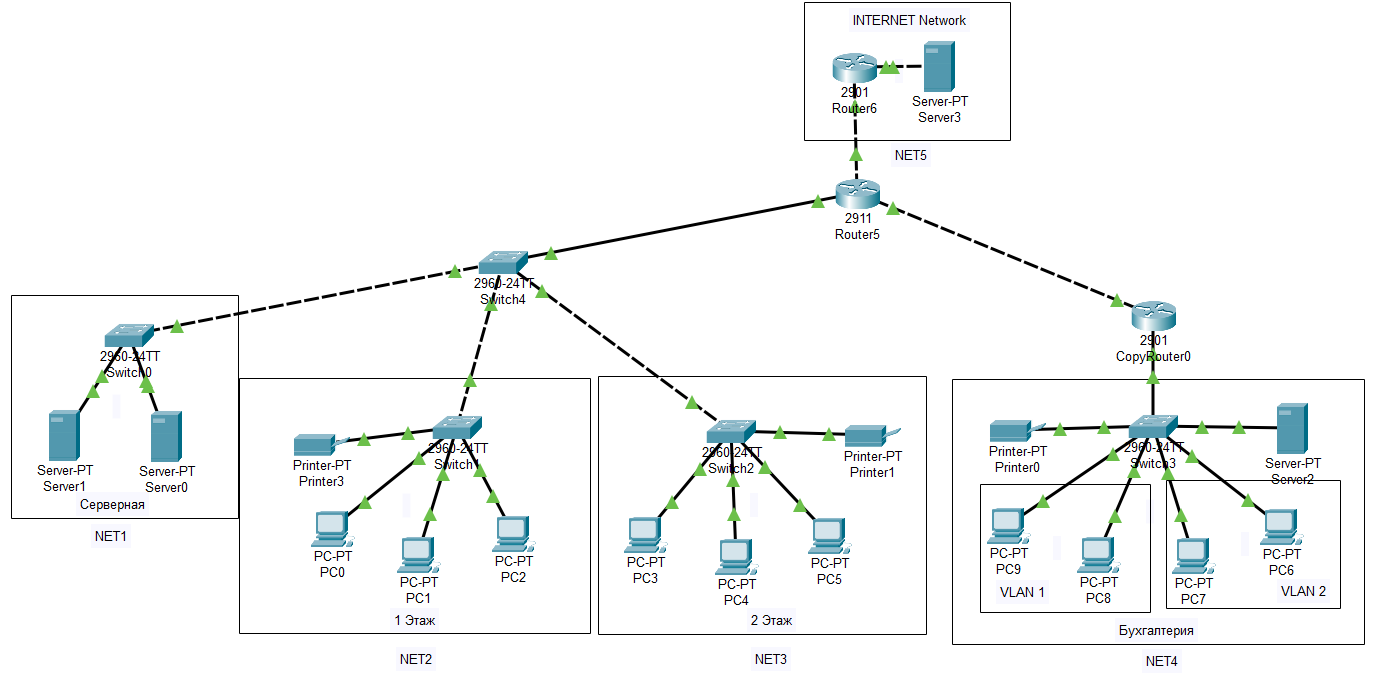 INTERNET Network
2901
Router6
Server-PT
Server3
NET5
2911
Router5
2960-24TT
Switch4
2901
CopyRouter0
2960-24TT
Switch0
Server-PT
Server1
Server-PT
Server0
Серверная
NET1
2960-24TT
Switch1
Printer-PT
Printer3
PC-PT
PC0
PC-PT
PC1
PC-PT
PC2
1 Этаж
NET2
2960-24TT
Switch2
Printer-PT
Printer1
PC-PT
PC3
PC-PT
PC4
PC-PT
PC5
2 Этаж
NET3
Printer-PT
Printer0
2960-24TT
Switch3
Server-PT
Server2
PC-PT
PC9
PC-PT
PC8
VLAN 1
PC-PT
PC7
PC-PT
PC6
VLAN 2
Бухгалтерия
NET4